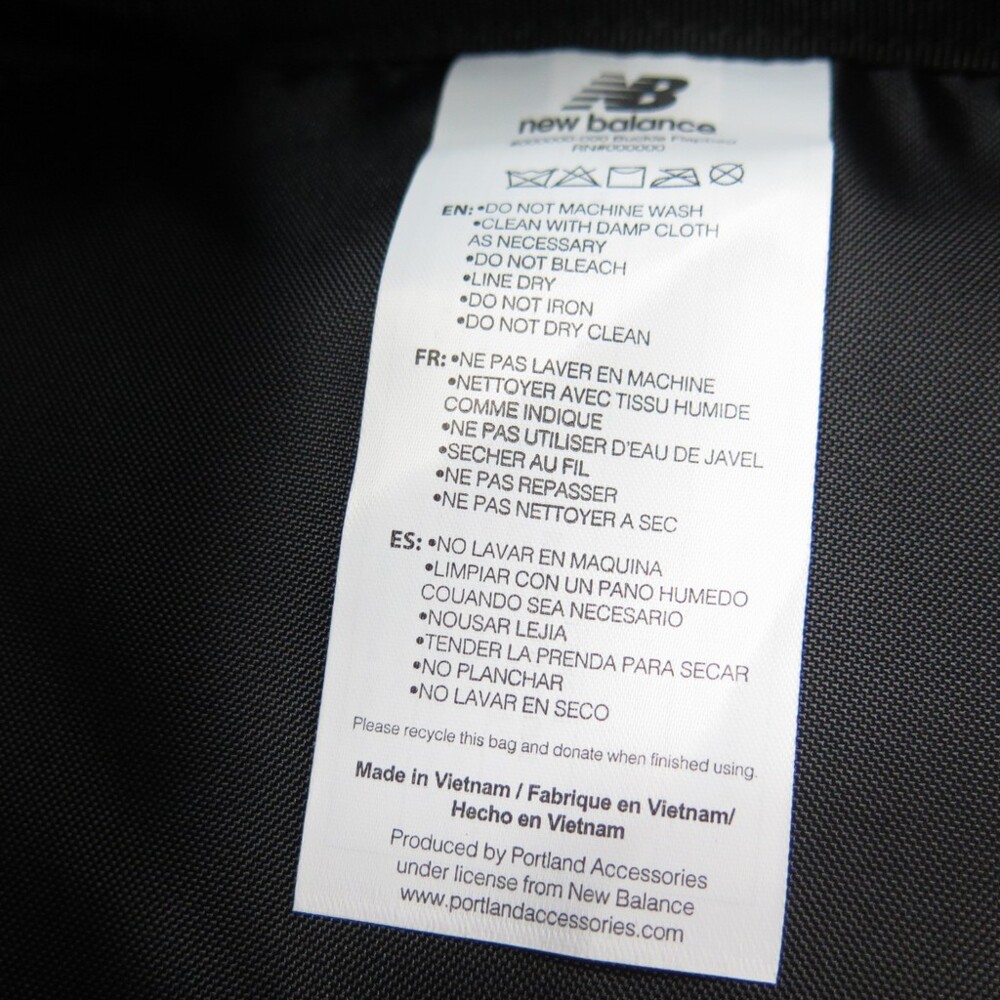 NB
new balance
RN#000000
EN: •DO NOT MACHINE WASH
•CLEAN WITH DAMP CLOTH
AS NECESSARY
•DO NOT BLEACH
•LINE DRY
•DO NOT IRON
•DO NOT DRY CLEAN
FR: •NE PAS LAVER EN MACHINE
•NETTOYER AVEC TISSU HUMIDE
COMME INDIQUE
•NE PAS UTILISER D'EAU DE JAVEL
•SECHER AU FIL
•NE PAS REPASSER
•NE PAS NETTOYER A SEC
ES: •NO LAVAR EN MAQUINA
•LIMPIAR CON UN PANO HUMEDO
COUANDO SEA NECESARIO
•NOUSAR LEJIA
•TENDER LA PRENDA PARA SECAR
•NO PLANCHAR
•NO LAVAR EN SECO
Please recycle this bag and donate when finished using.
Made in Vietnam / Fabrique en Vietnam/
Hecho en Vietnam
Produced by Portland Accessories
under license from New Balance
www.portlandaccessories.com